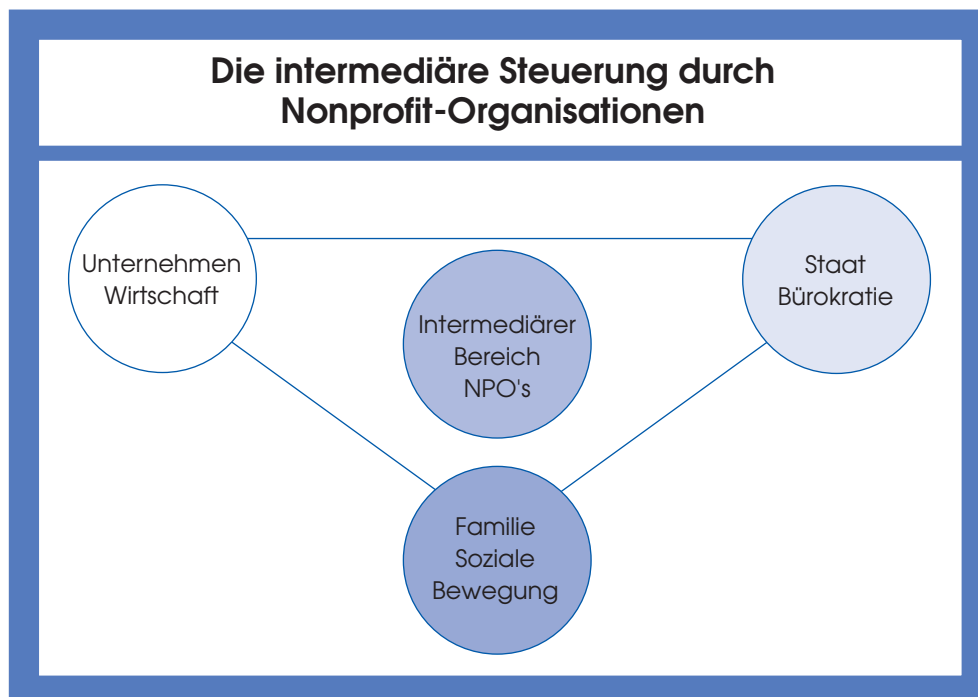 Die intermediäre Steuerung durch
Nonprofit-Organisationen
Unternehmen
Wirtschaft
Staat
Bürokratie
Intermediärer
Bereich
NPO's
Familie
Soziale
Bewegung